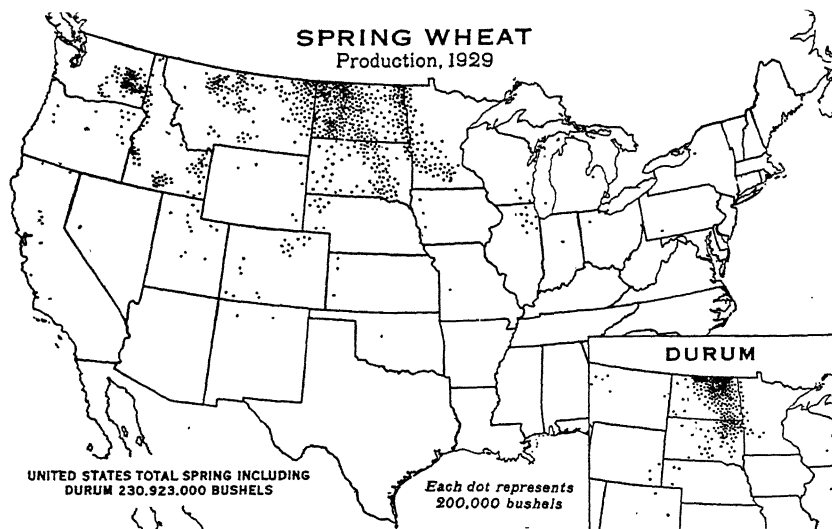 SPRING WHEAT
Production, 1929
DURUM
UNITED STATES TOTAL SPRING INCLUDING
DURUM 230.923.000 BUSHELS
Each dot represents
200,000 bushels